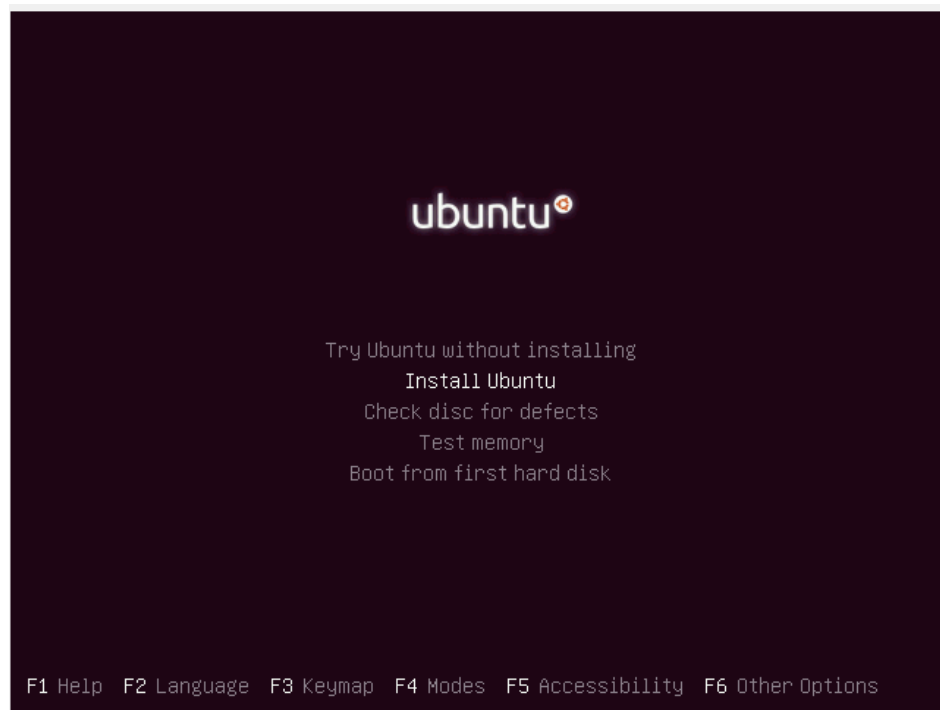 ubuntu
Try Ubuntu without installing
Install Ubuntu
Check disc for defects
Test memory
Boot from first hard disk
F1 Help F2 Language F3 Keymap F4 Modes F5 Accessibility F6 Other Options